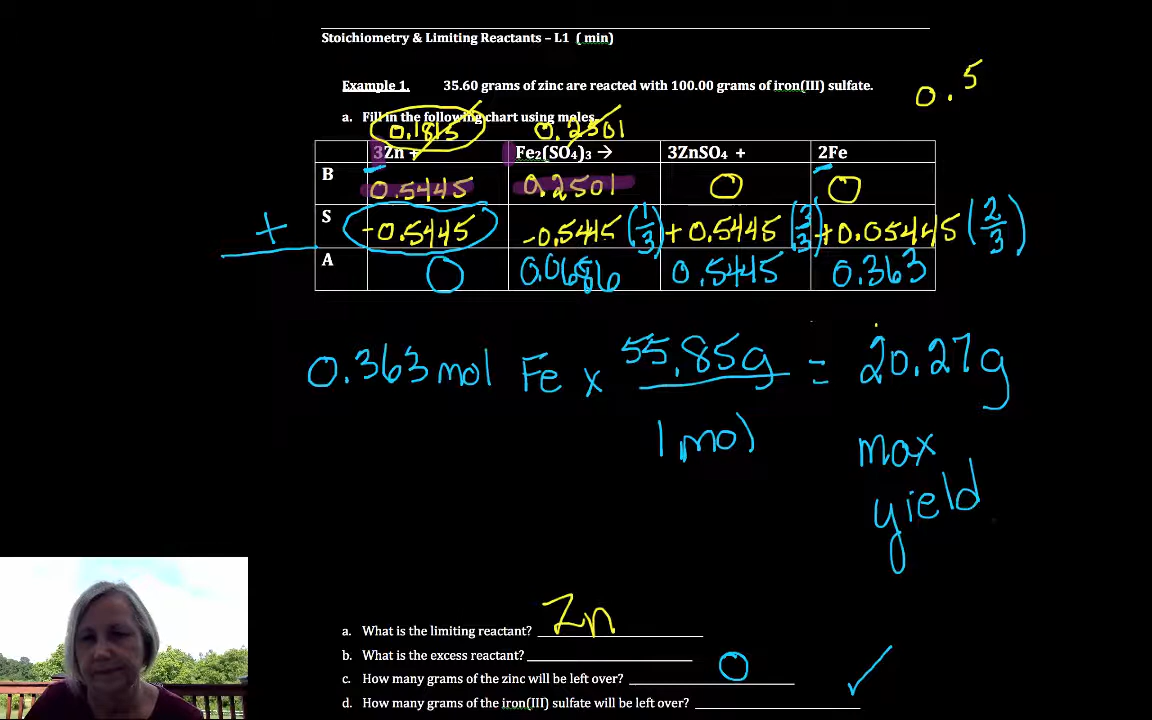 Stoichiometry & Limiting Reactants – L1 ( min)
0.5
Example 1. 35.60 grams of zinc are reacted with 100.00 grams of iron(III) sulfate.
a. Fill in the following chart using moles.
0.1815 0.2501
3Zn + Fe₂(SO₄)₃ → 3ZnSO₄ + 2Fe
B 0.5445 0.2501 0 0
+ S -0.5445 -0.5445 (1/3) +0.5445 (3/3) +0.05445 (2/3)
A 0 0.0686 0.5445 0.363
0.363 mol Fe x 55.85g = 20.27g
1 mol max
yield
a. What is the limiting reactant? Zn
b. What is the excess reactant?
c. How many grams of the zinc will be left over? 0
d. How many grams of the iron(III) sulfate will be left over? ✓